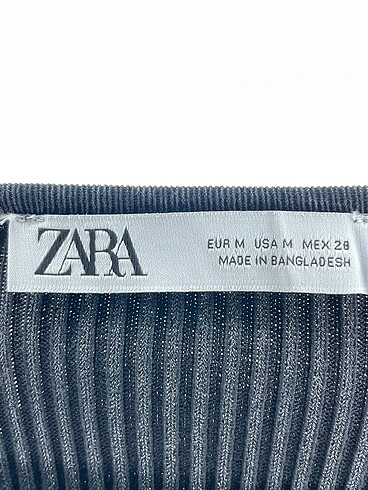 ZARA
EUR M USA M MEX 28
MADE IN BANGLADESH